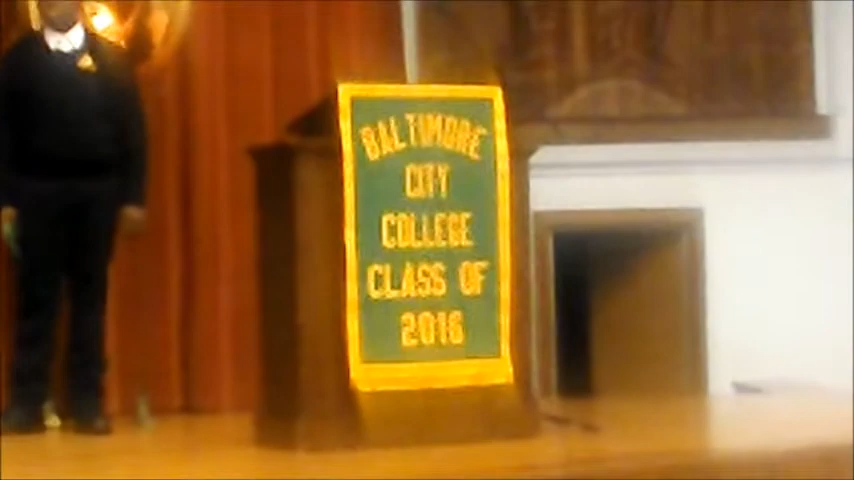 BALTIMORE
CITY
COLLEGE
CLASS OF
2016